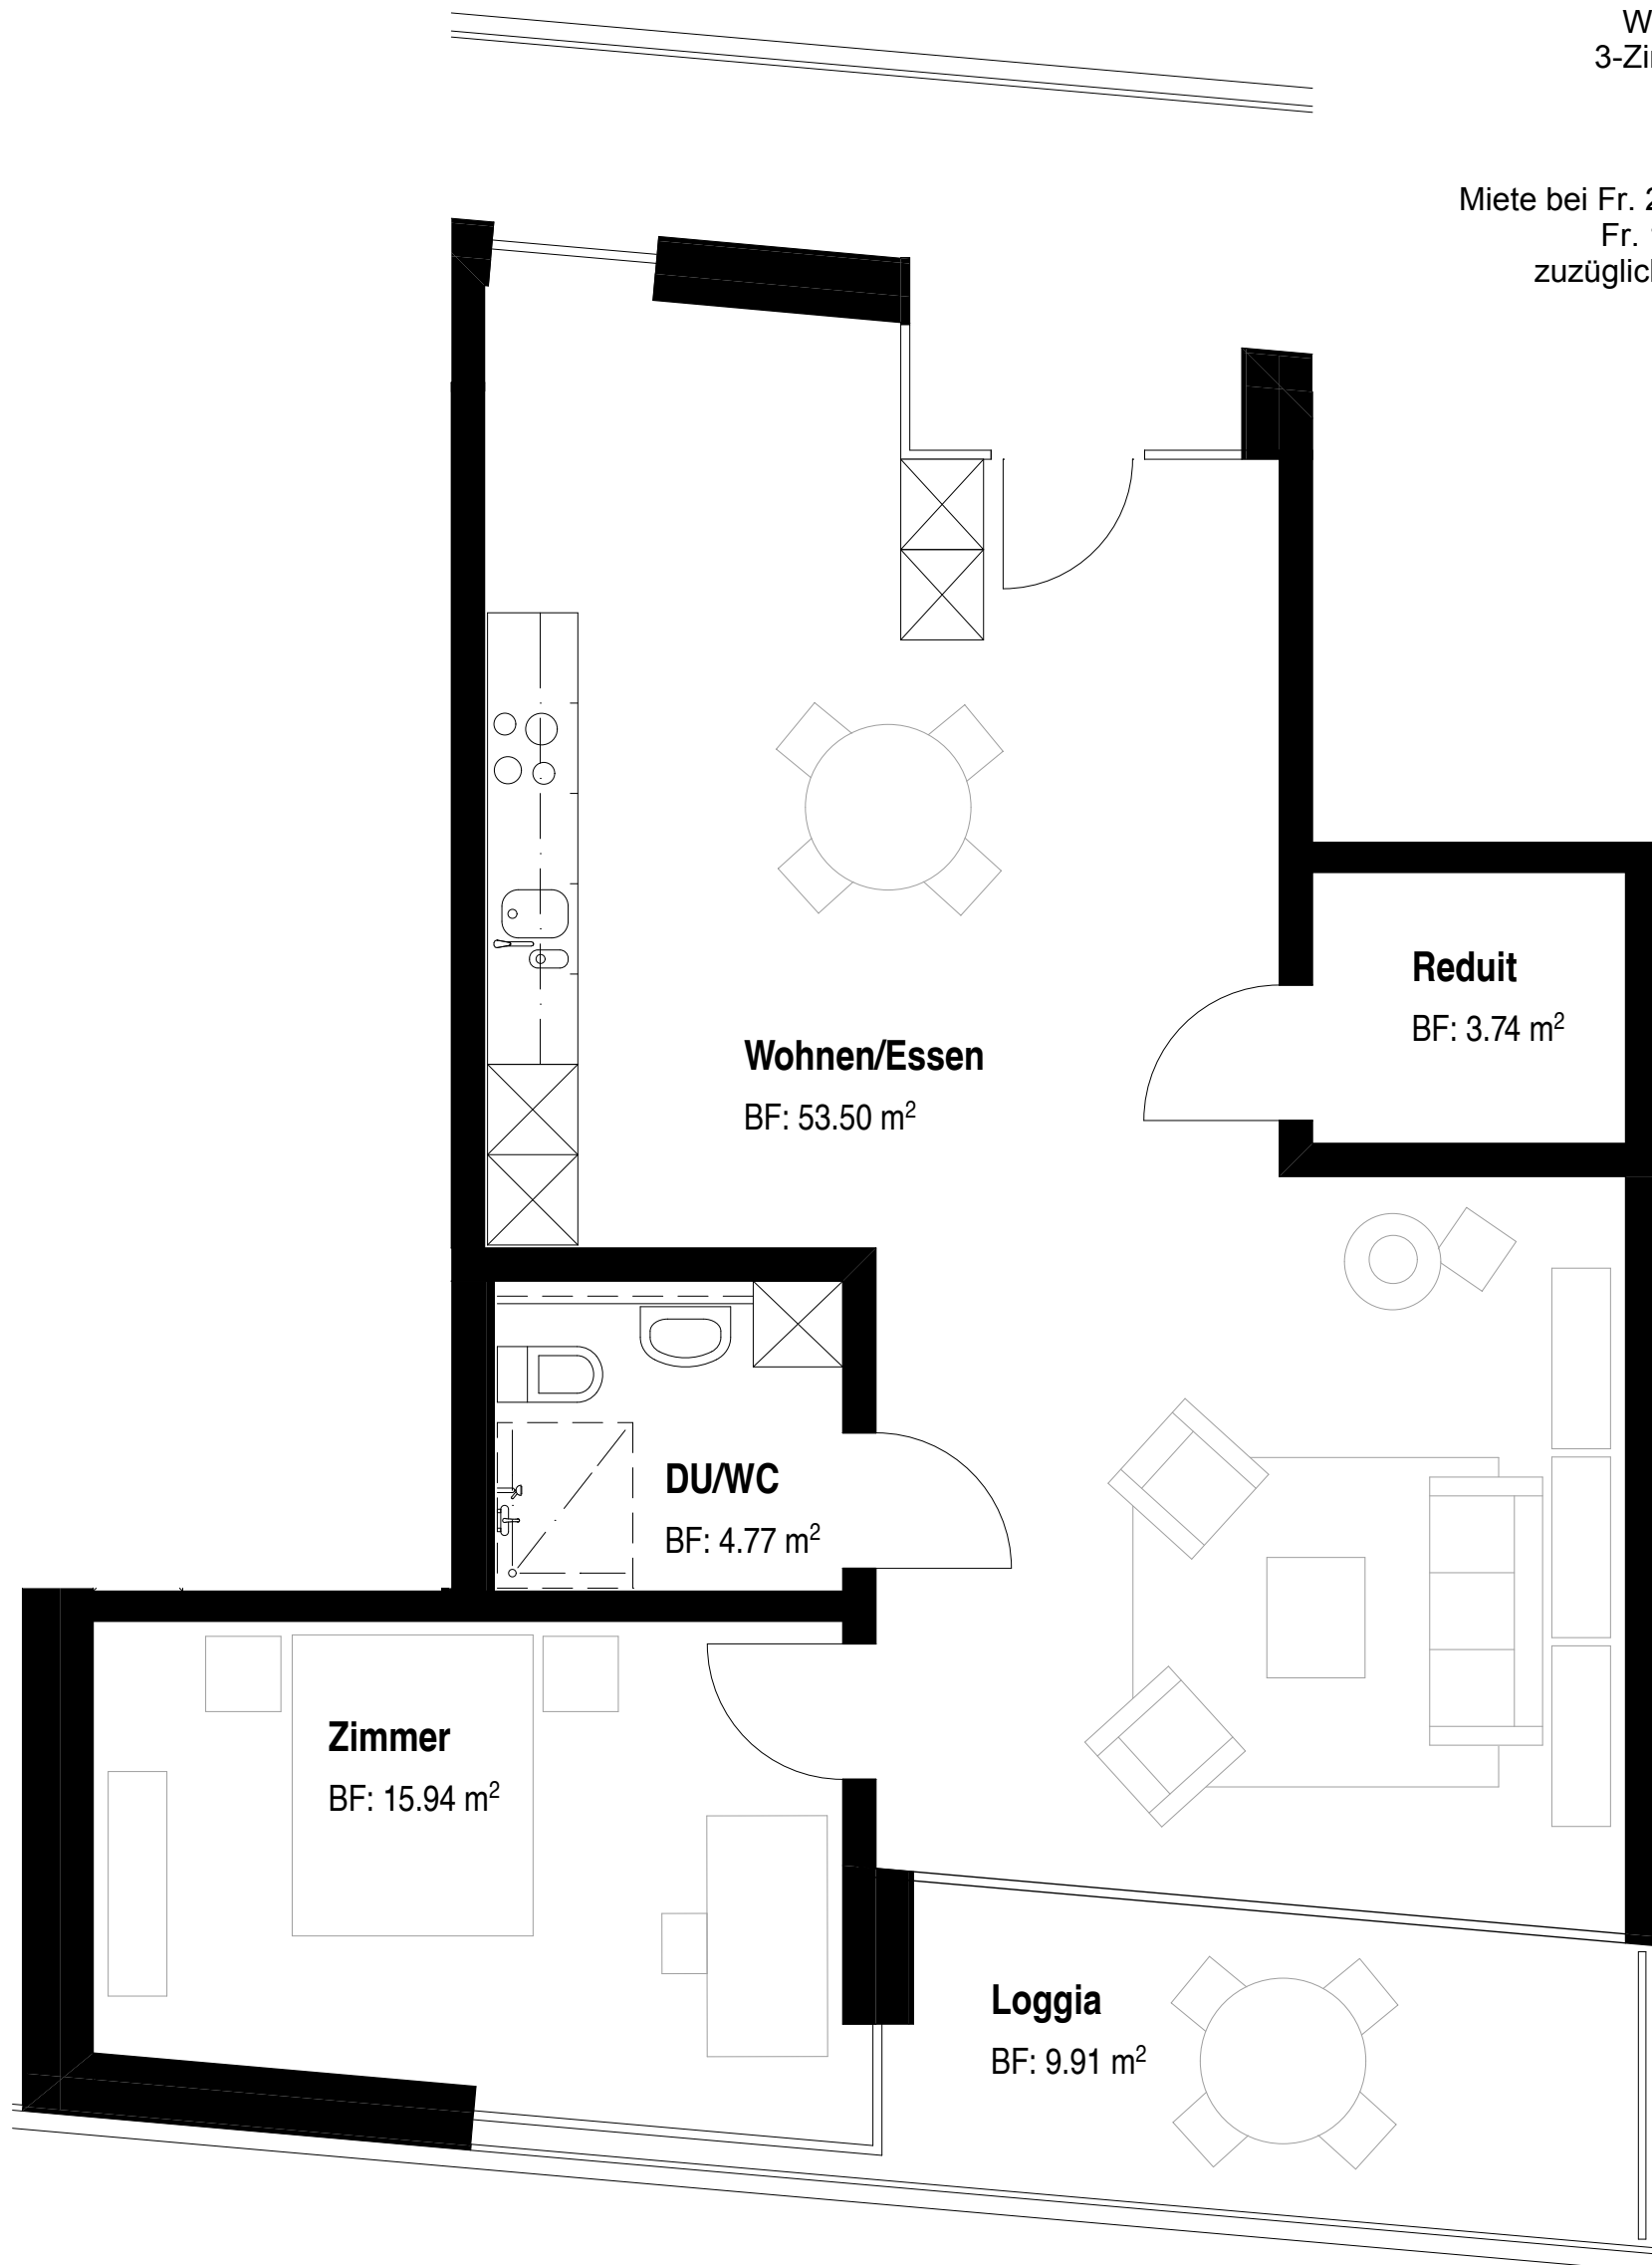 3-Zi
Miete bei Fr. 2
Fr.
zuzüglich
Reduit
BF: 3.74 m²
Wohnen/Essen
BF: 53.50 m²
DU/WC
BF: 4.77 m²
Zimmer
BF: 15.94 m²
Loggia
BF: 9.91 m²